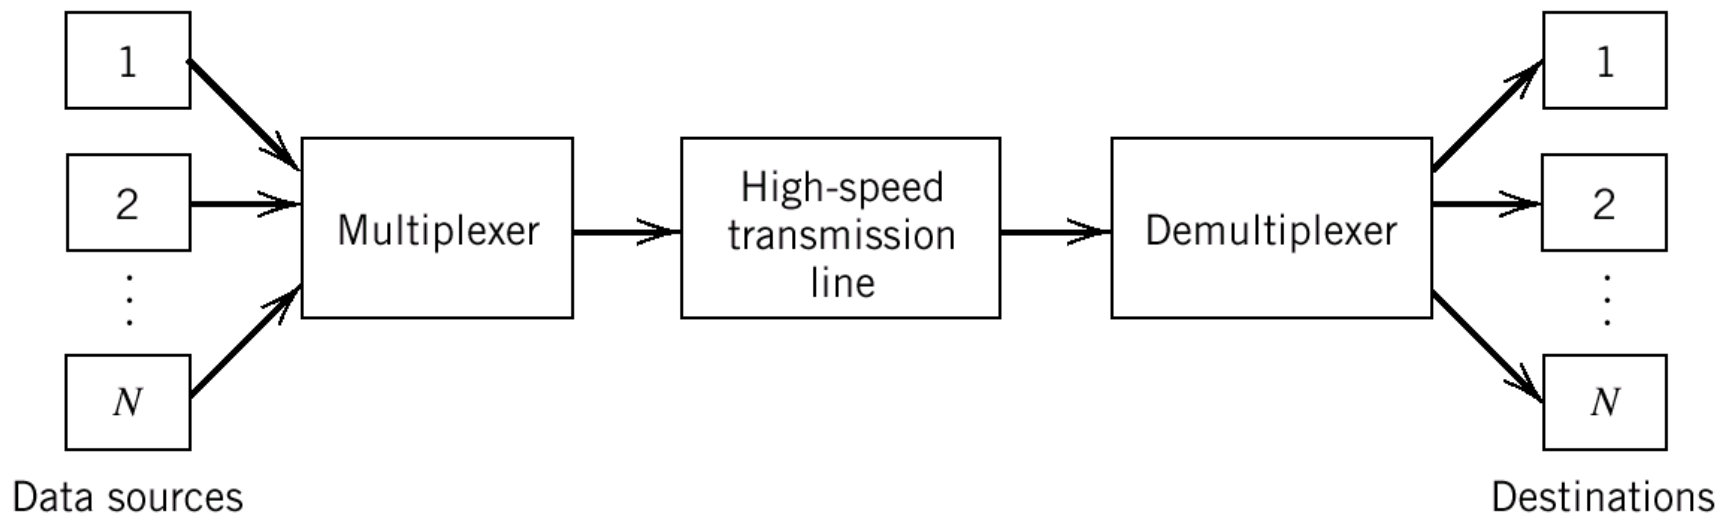 1
2
⋮
N
Data sources
Multiplexer
High-speed
transmission
line
Demultiplexer
1
2
⋮
N
Destinations